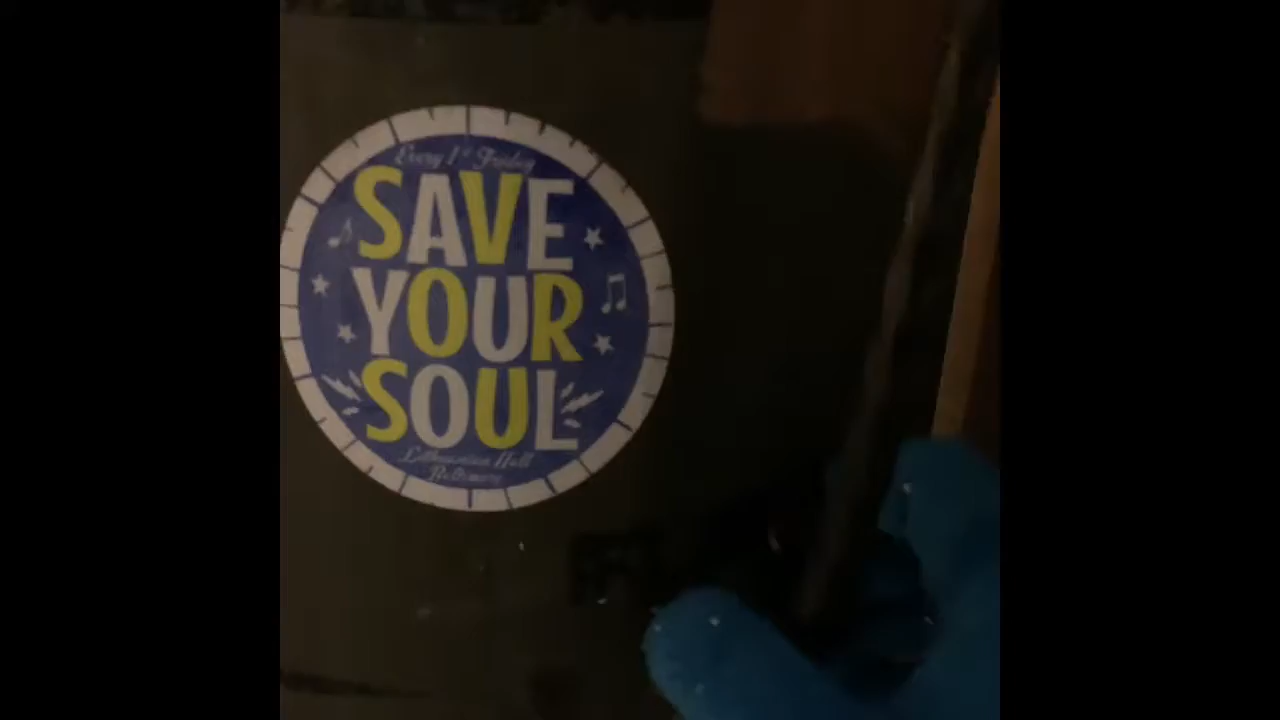 Every 1st Friday
SAVE
YOUR
SOUL
Lithuanian Hall
Baltimore